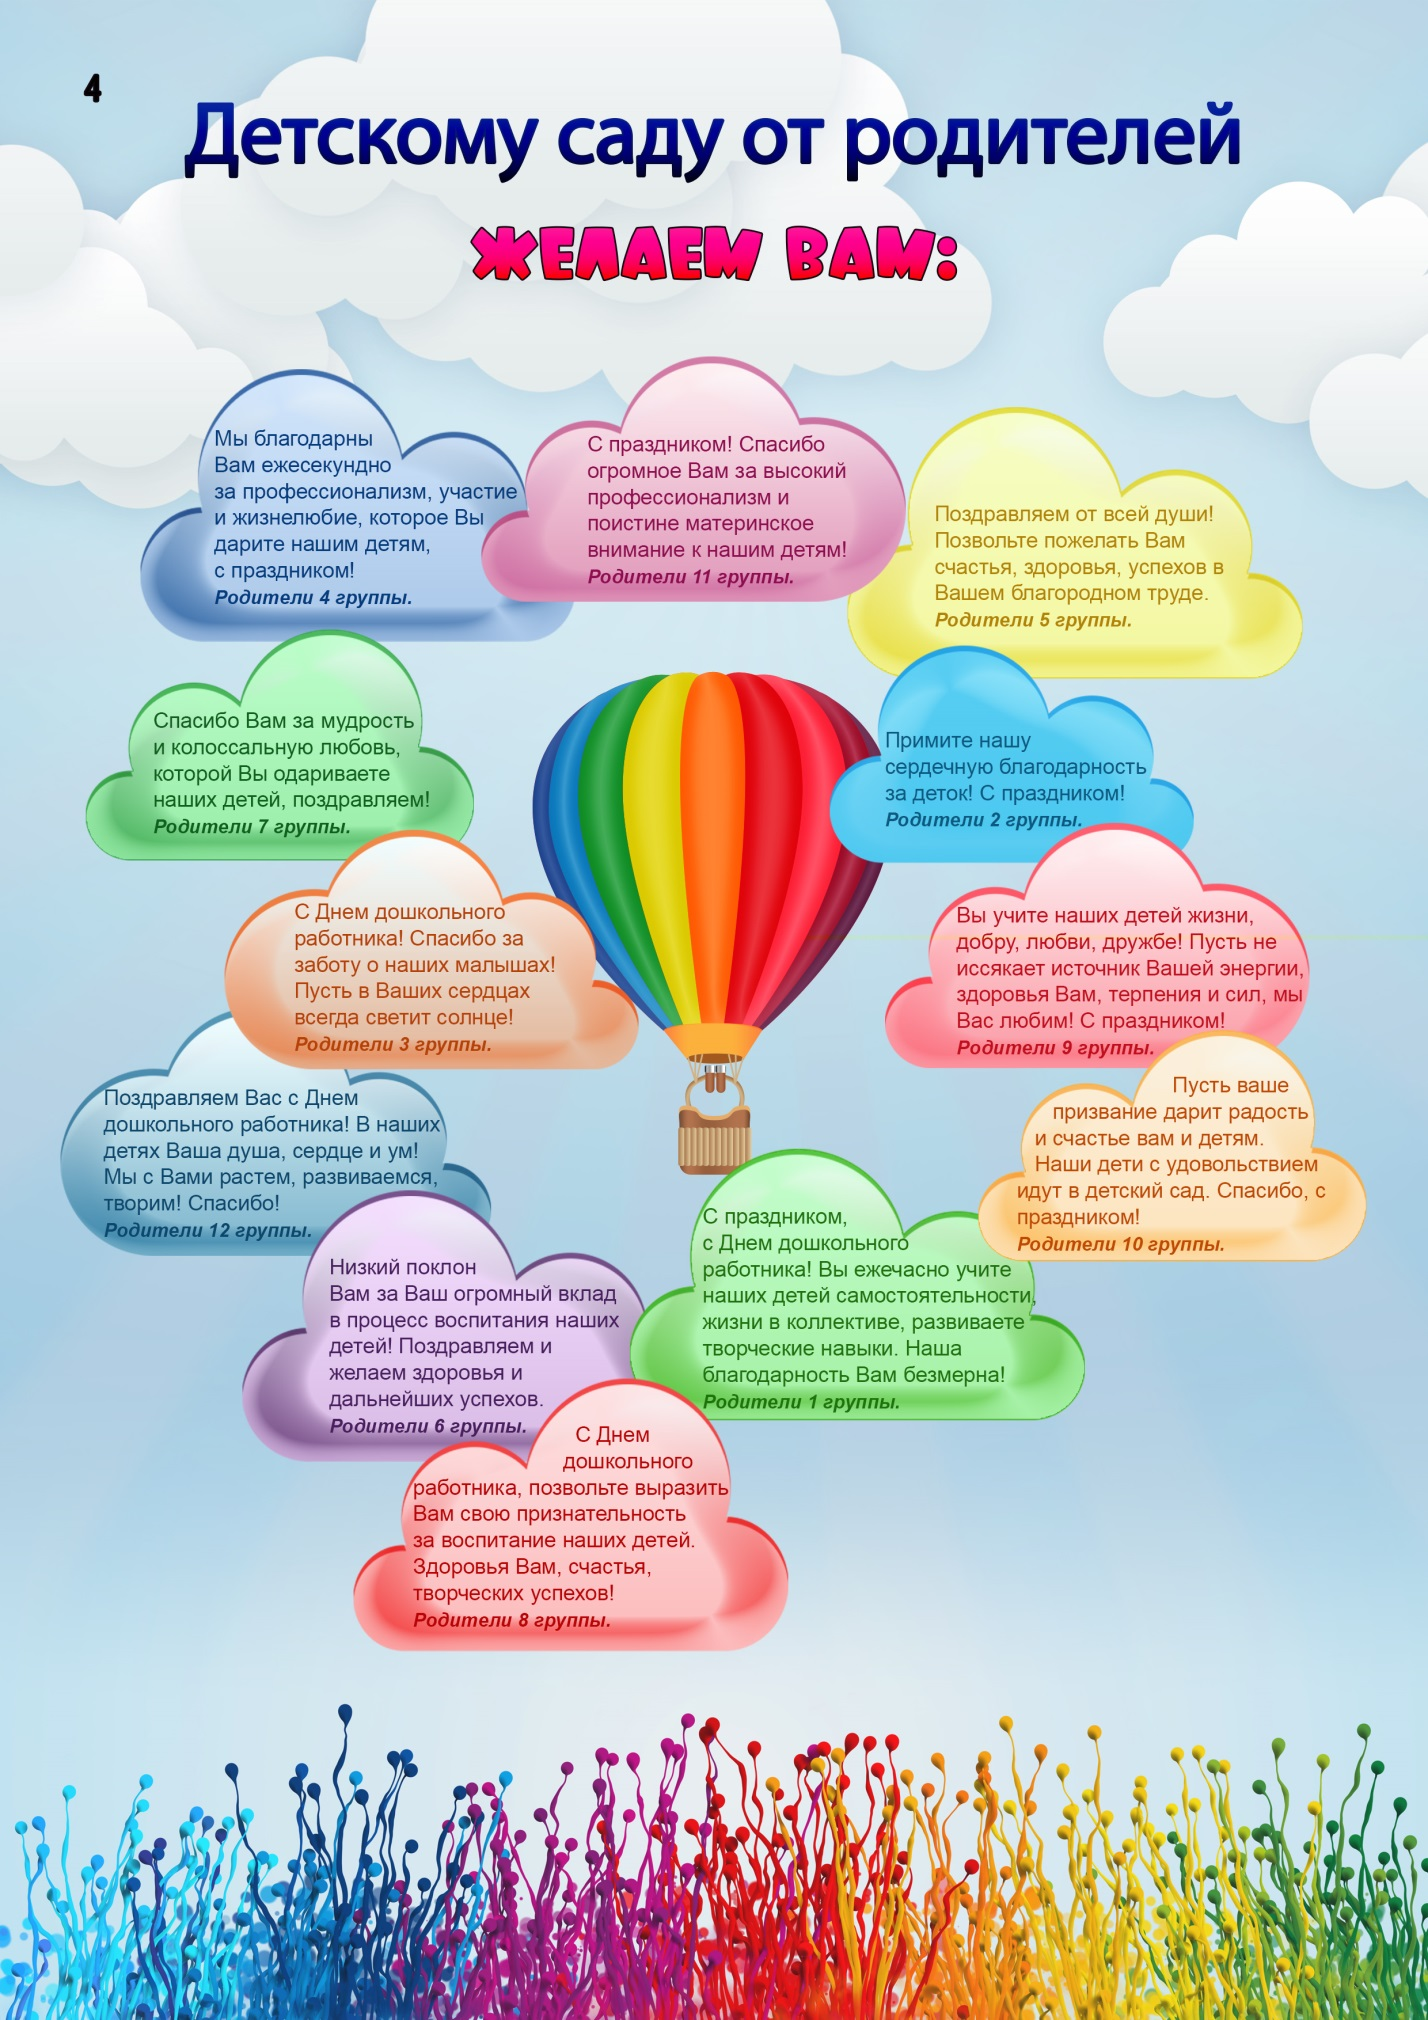 4
Детскому саду от родителей
ЖЕЛАЕМ ВАМ:
Мы благодарны
Вам ежесекундно
за профессионализм, участие
и жизнелюбие, которое Вы
дарите нашим детям,
с праздником!
Родители 4 группы.
С праздником! Спасибо
огромное Вам за высокий
профессионализм и
поистине материнское
внимание к нашим детям!
Родители 11 группы.
Поздравляем от всей души!
Позвольте пожелать Вам
счастья, здоровья, успехов в
Вашем благородном труде.
Родители 5 группы.
Спасибо Вам за мудрость
и колоссальную любовь,
которой Вы одариваете
наших детей, поздравляем!
Родители 7 группы.
Примите нашу
сердечную благодарность
за деток! С праздником!
Родители 2 группы.
С Днем дошкольного
работника! Спасибо за
заботу о наших малышах!
Пусть в Ваших сердцах
всегда светит солнце!
Родители 3 группы.
Вы учите наших детей жизни,
добру, любви, дружбе! Пусть не
иссякает источник Вашей энергии,
здоровья Вам, терпения и сил, мы
Вас любим! С праздником!
Родители 9 группы.
Поздравляем Вас с Днем
дошкольного работника! В наших
детях Ваша душа, сердце и ум!
Мы с Вами растем, развиваемся,
творим! Спасибо!
Родители 12 группы.
Пусть ваше
призвание дарит радость
и счастье вам и детям.
Наши дети с удовольствием
идут в детский сад. Спасибо, с
праздником!
Родители 10 группы.
Низкий поклон
Вам за Ваш огромный вклад
в процесс воспитания наших
детей! Поздравляем и
желаем здоровья и
дальнейших успехов.
Родители 6 группы.
С праздником,
с Днем дошкольного
работника! Вы ежечасно учите
наших детей самостоятельности,
жизни в коллективе, развиваете
творческие навыки. Наша
благодарность Вам безмерна!
Родители 1 группы.
С Днем
дошкольного
работника, позвольте выразить
Вам свою признательность
за воспитание наших детей.
Здоровья Вам, счастья,
творческих успехов!
Родители 8 группы.